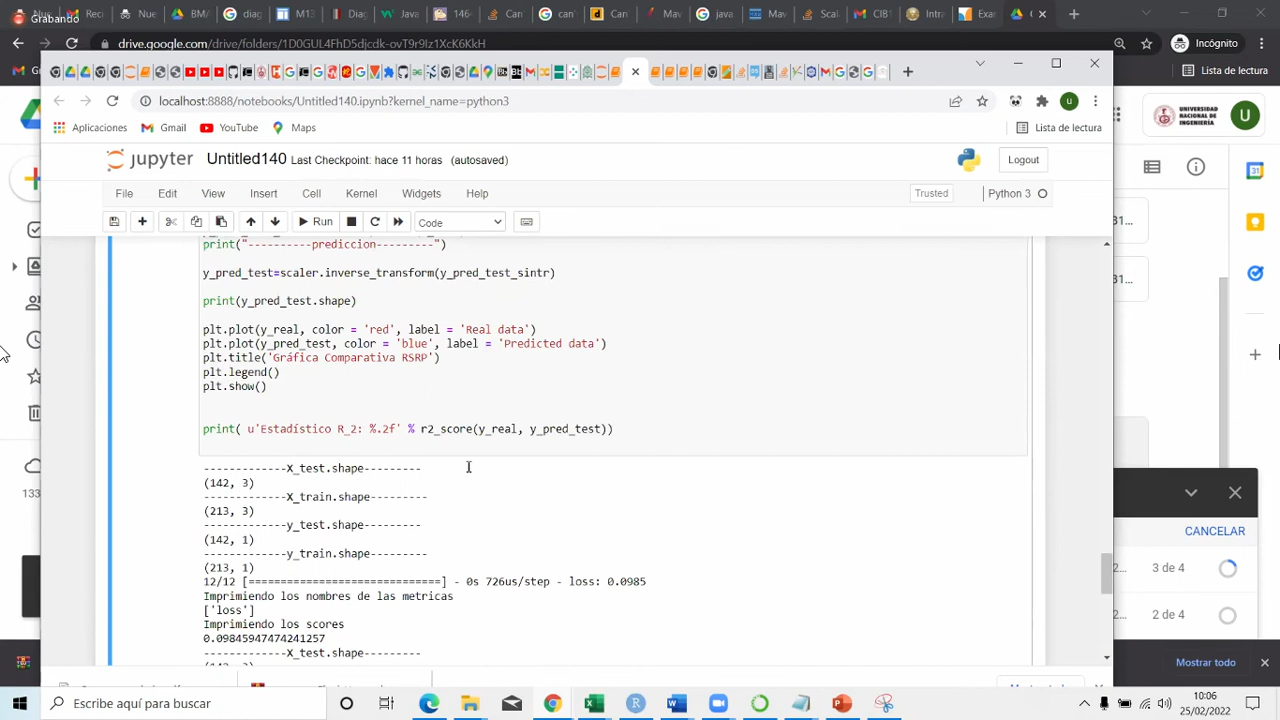 Grabando
drive.google.com/drive/folders/1D0GUL4FhD5djcdk-ovT9r9Iz1XcK6KkH
Incógnito
Lista de lectura
localhost:8888/notebooks/Untitled140.ipynb?kernel_name=python3
Aplicaciones Gmail YouTube Maps Lista de lectura
UNIVERSIDAD
NACIONAL DE
INGENIERÍA
U
jupyter Untitled140 Last Checkpoint: hace 11 horas (autosaved) Logout
File Edit View Insert Cell Kernel Widgets Help Trusted Python 3
Run Code
print("----------prediccion---------")
y_pred_test=scaler.inverse_transform(y_pred_test_sintr)
print(y_pred_test.shape)
plt.plot(y_real, color = 'red', label = 'Real data')
plt.plot(y_pred_test, color = 'blue', label = 'Predicted data')
plt.title('Gráfica Comparativa RSRP')
plt.legend()
plt.show()
print( u'Estadístico R_2: %.2f' % r2_score(y_real, y_pred_test))
-------------X_test.shape---------
(142, 3)
-------------X_train.shape---------
(213, 3)
-------------y_test.shape---------
(142, 1)
-------------y_train.shape---------
(213, 1)
12/12 [==============================] - 0s 726us/step - loss: 0.0985
Imprimiendo los nombres de las metricas
['loss']
Imprimiendo los scores
0.09845947474241257
-------------X_test.shape---------
CANCELAR
3 de 4
2 de 4
Mostrar todo
Escribe aquí para buscar
10:06
25/02/2022